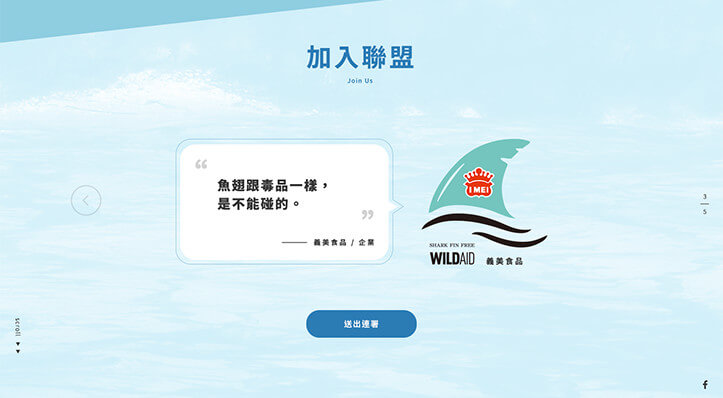 加入聯盟
Join Us
“
魚翅跟毒品一樣，
是不能碰的。
”
—— 義美食品 / 企業
I MEI
SHARK FIN FREE
WILDAID 義美食品
3
5
送出連署
Scroll
f